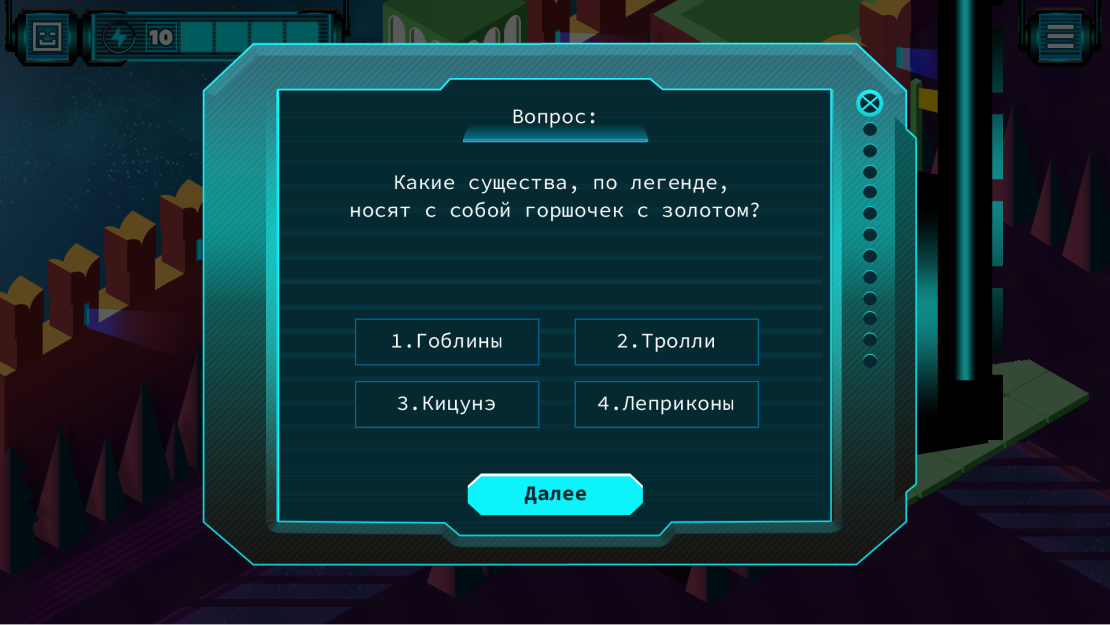 10
Вопрос:
Какие существа, по легенде,
носят с собой горшочек с золотом?
1.Гоблины
2.Тролли
3.Кицунэ
4.Леприконы
Далее